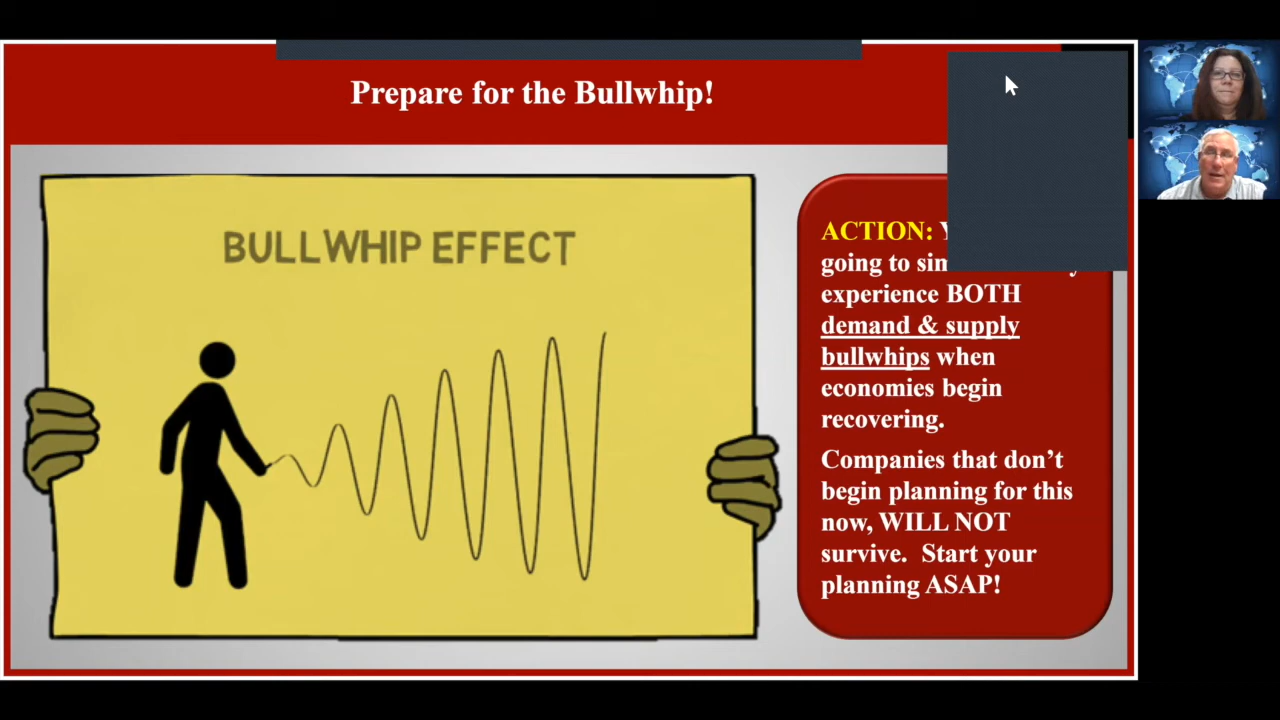 Prepare for the Bullwhip!
BULLWHIP EFFECT
ACTION:
going to
experience BOTH
demand & supply
bullwhips when
economies begin
recovering.
Companies that don’t
begin planning for this
now, WILL NOT
survive. Start your
planning ASAP!